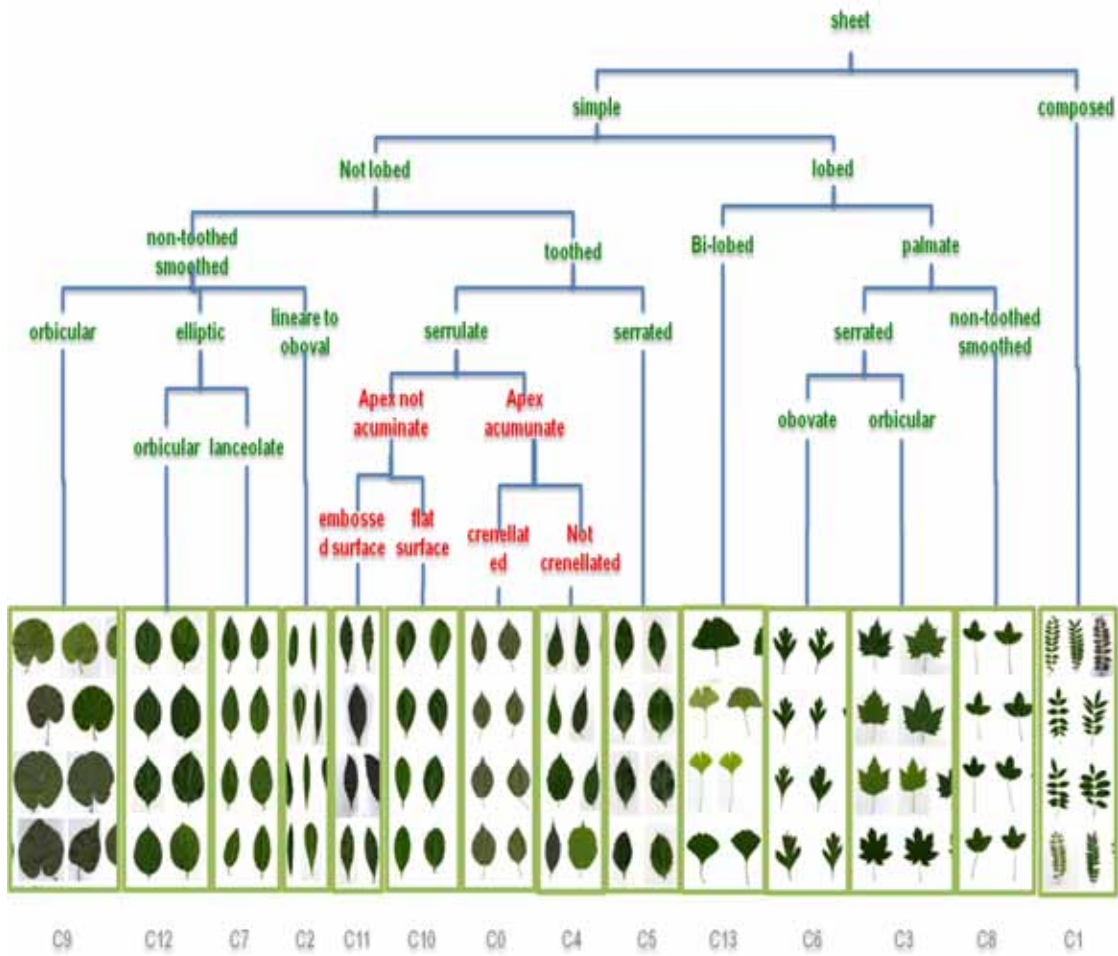 sheet
simple
composed
Not lobed
lobed
non-toothed
smoothed
toothed
Bi-lobed
palmate
orbicular
elliptic
lineare to
oboval
serrulate
serrated
serrated
non-toothed
smoothed
Apex not
acuminate
Apex
acumunate
obovate
orbicular
orbicular
lanceolate
embosse
d surface
flat
surface
crenellat
ed
Not
crenellated
C9
C12
C7
C2
C11
C10
C0
C4
C5
C13
C6
C3
C8
C1